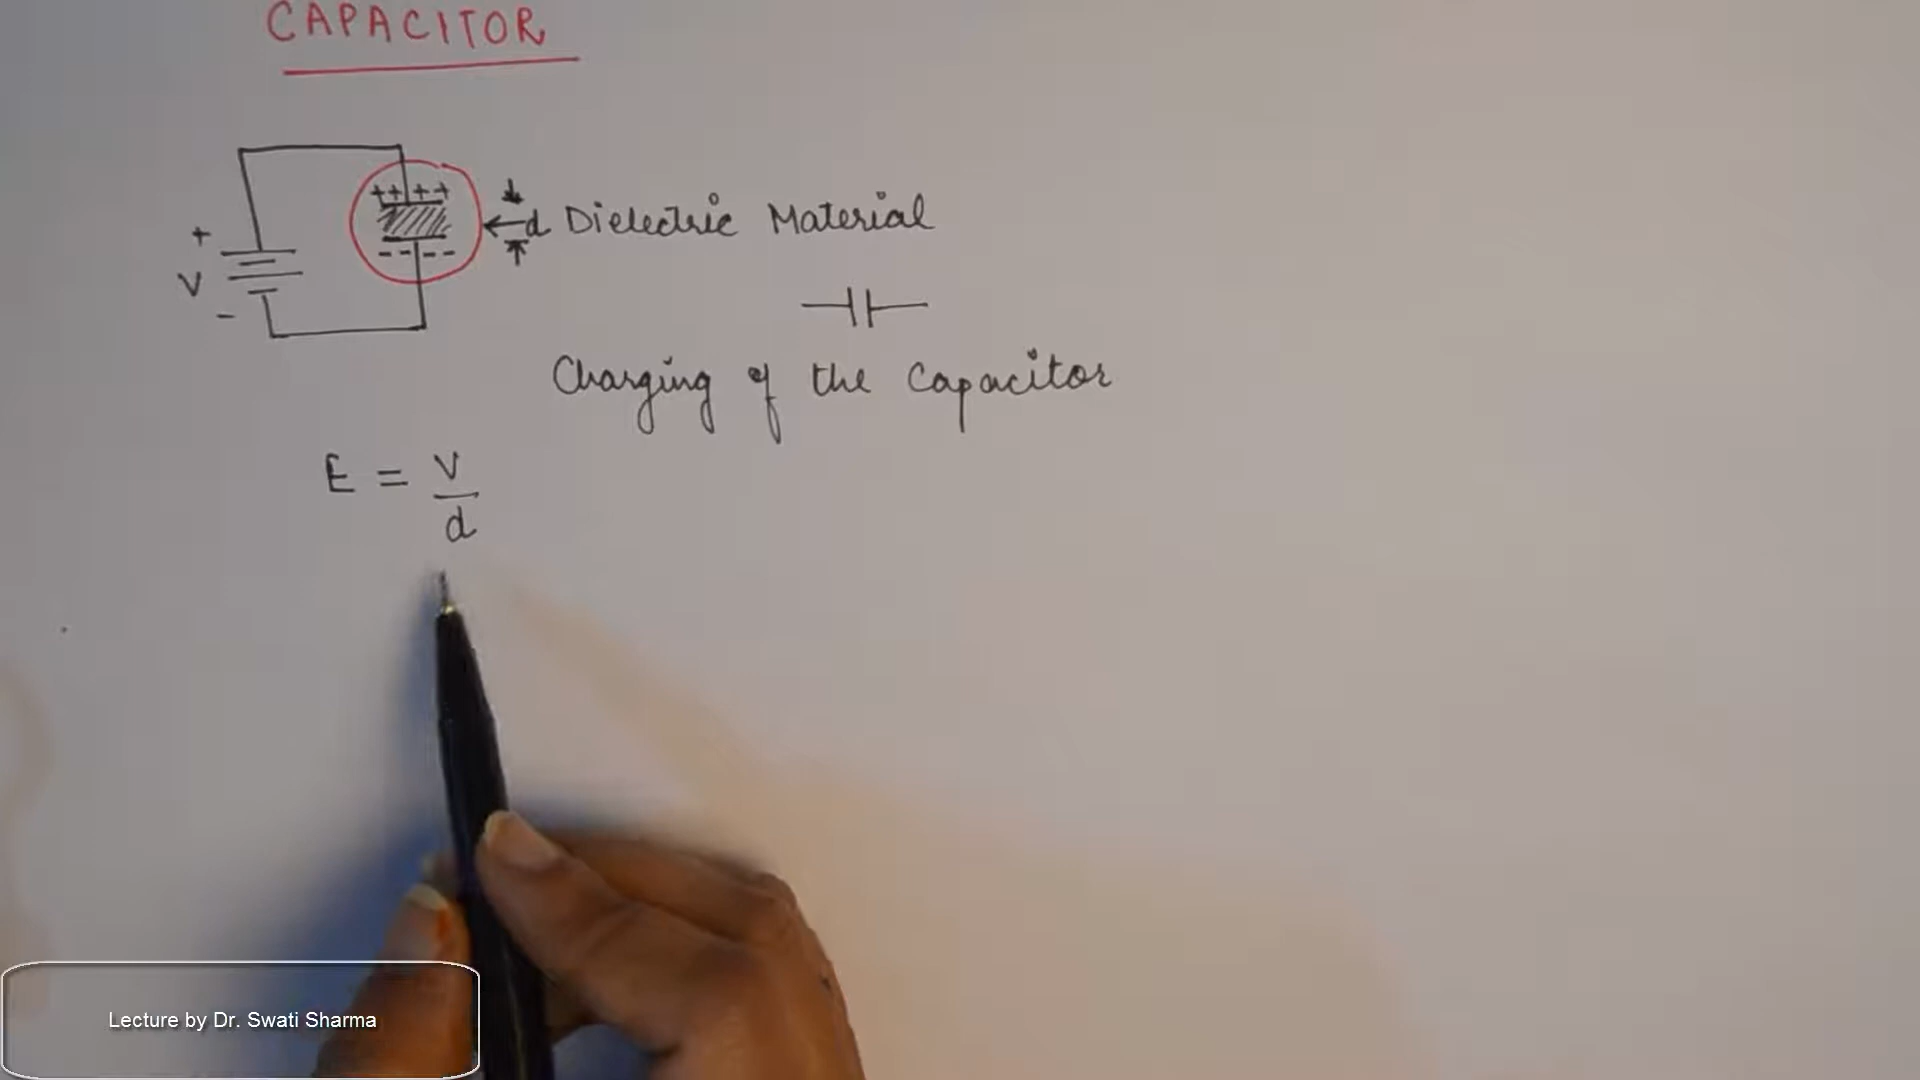 CAPACITOR
++++
d Dielectric Material
+
----
V
-
Charging of the Capacitor
E = V/d
Lecture by Dr. Swati Sharma